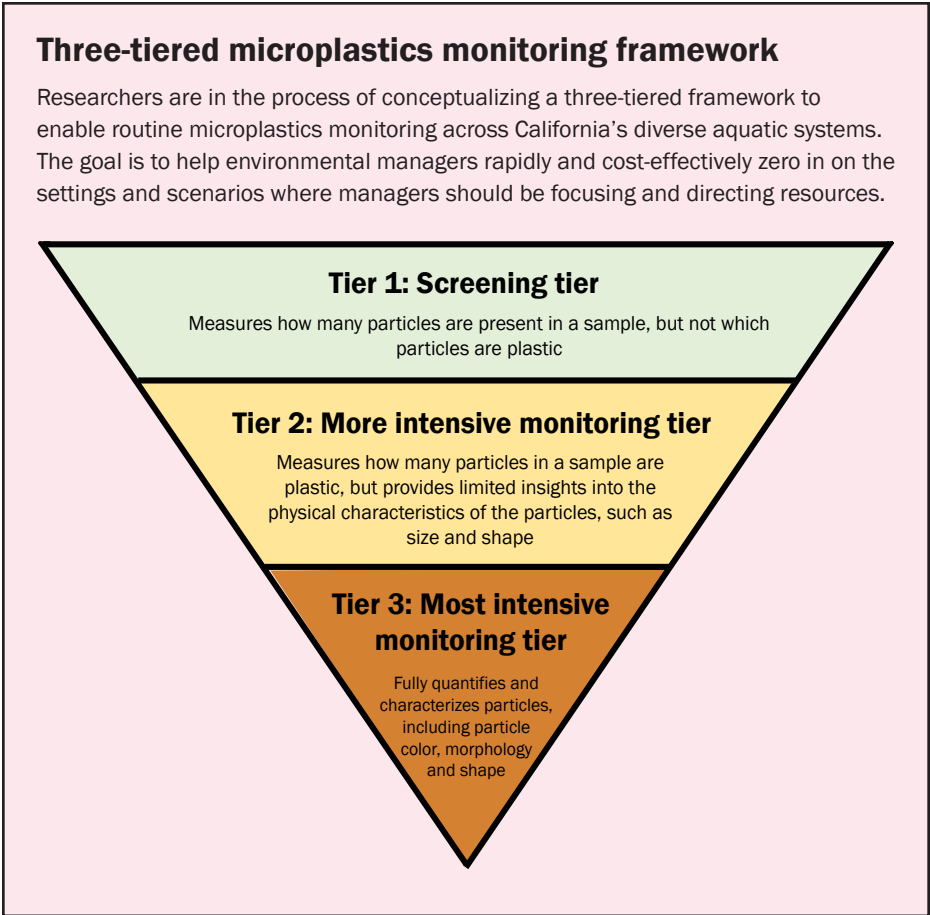 Three-tiered microplastics monitoring framework
Researchers are in the process of conceptualizing a three-tiered framework to
enable routine microplastics monitoring across California’s diverse aquatic systems.
The goal is to help environmental managers rapidly and cost-effectively zero in on the
settings and scenarios where managers should be focusing and directing resources.
Tier 1: Screening tier
Measures how many particles are present in a sample, but not which
particles are plastic
Tier 2: More intensive monitoring tier
Measures how many particles in a sample are
plastic, but provides limited insights into the
physical characteristics of the particles, such as
size and shape
Tier 3: Most intensive
monitoring tier
Fully quantifies and
characterizes particles,
including particle
color, morphology
and shape